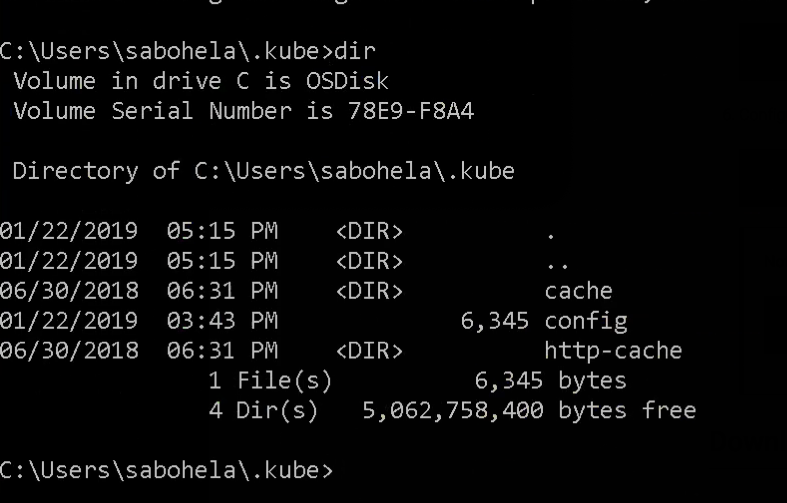 C:\Users\sabohela\.kube>dir
 Volume in drive C is OSDisk
 Volume Serial Number is 78E9-F8A4
 Directory of C:\Users\sabohela\.kube
01/22/2019  05:15 PM    <DIR>          .
01/22/2019  05:15 PM    <DIR>          ..
06/30/2018  06:31 PM    <DIR>          cache
01/22/2019  03:43 PM             6,345 config
06/30/2018  06:31 PM    <DIR>          http-cache
               1 File(s)          6,345 bytes
               4 Dir(s)   5,062,758,400 bytes free
C:\Users\sabohela\.kube>